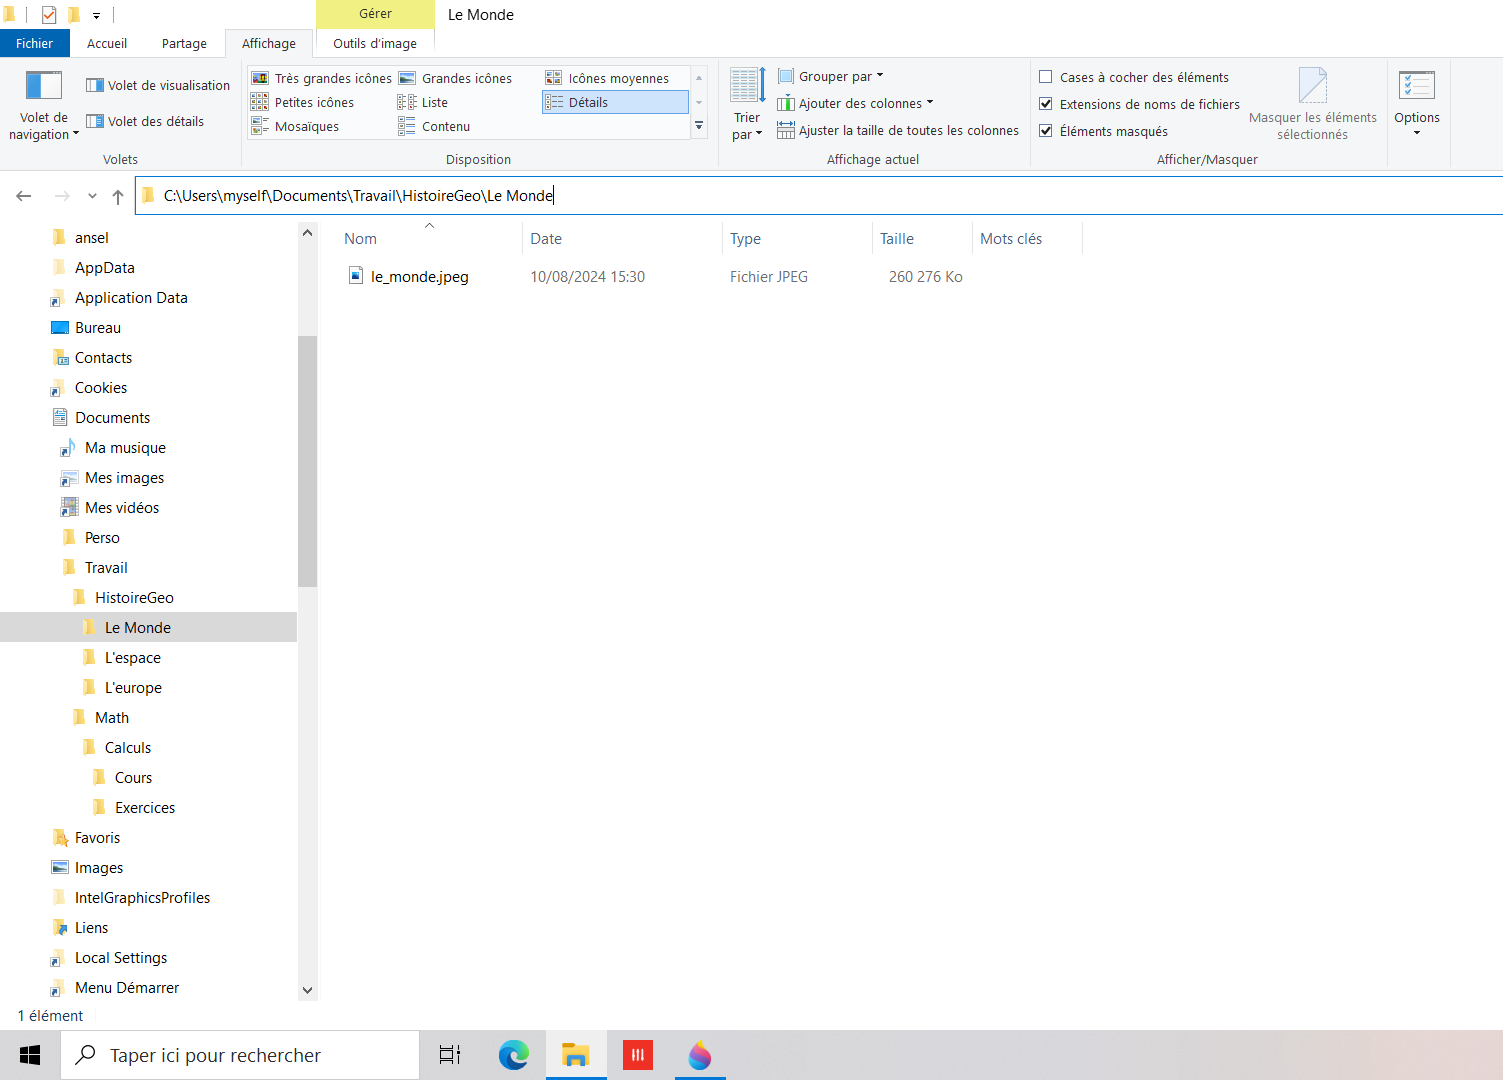 Gérer
Le Monde
Fichier
Accueil
Partage
Affichage
Outils d'image
Volet de navigation
Volet de visualisation
Volet des détails
Volets
Très grandes icônes
Grandes icônes
Icônes moyennes
Petites icônes
Liste
Détails
Mosaïques
Contenu
Disposition
Trier par
Grouper par
Ajouter des colonnes
Ajuster la taille de toutes les colonnes
Affichage actuel
Cases à cocher des éléments
Extensions de noms de fichiers
Éléments masqués
Masquer les éléments sélectionnés
Afficher/Masquer
Options
C:\Users\myself\Documents\Travail\HistoireGeo\Le Monde
ansel
AppData
Application Data
Bureau
Contacts
Cookies
Documents
Ma musique
Mes images
Mes vidéos
Perso
Travail
HistoireGeo
Le Monde
L'espace
L'europe
Math
Calculs
Cours
Exercices
Favoris
Images
IntelGraphicsProfiles
Liens
Local Settings
Menu Démarrer
Nom Date Type Taille Mots clés
le_monde.jpeg 10/08/2024 15:30 Fichier JPEG 260 276 Ko
1 élément
Taper ici pour rechercher